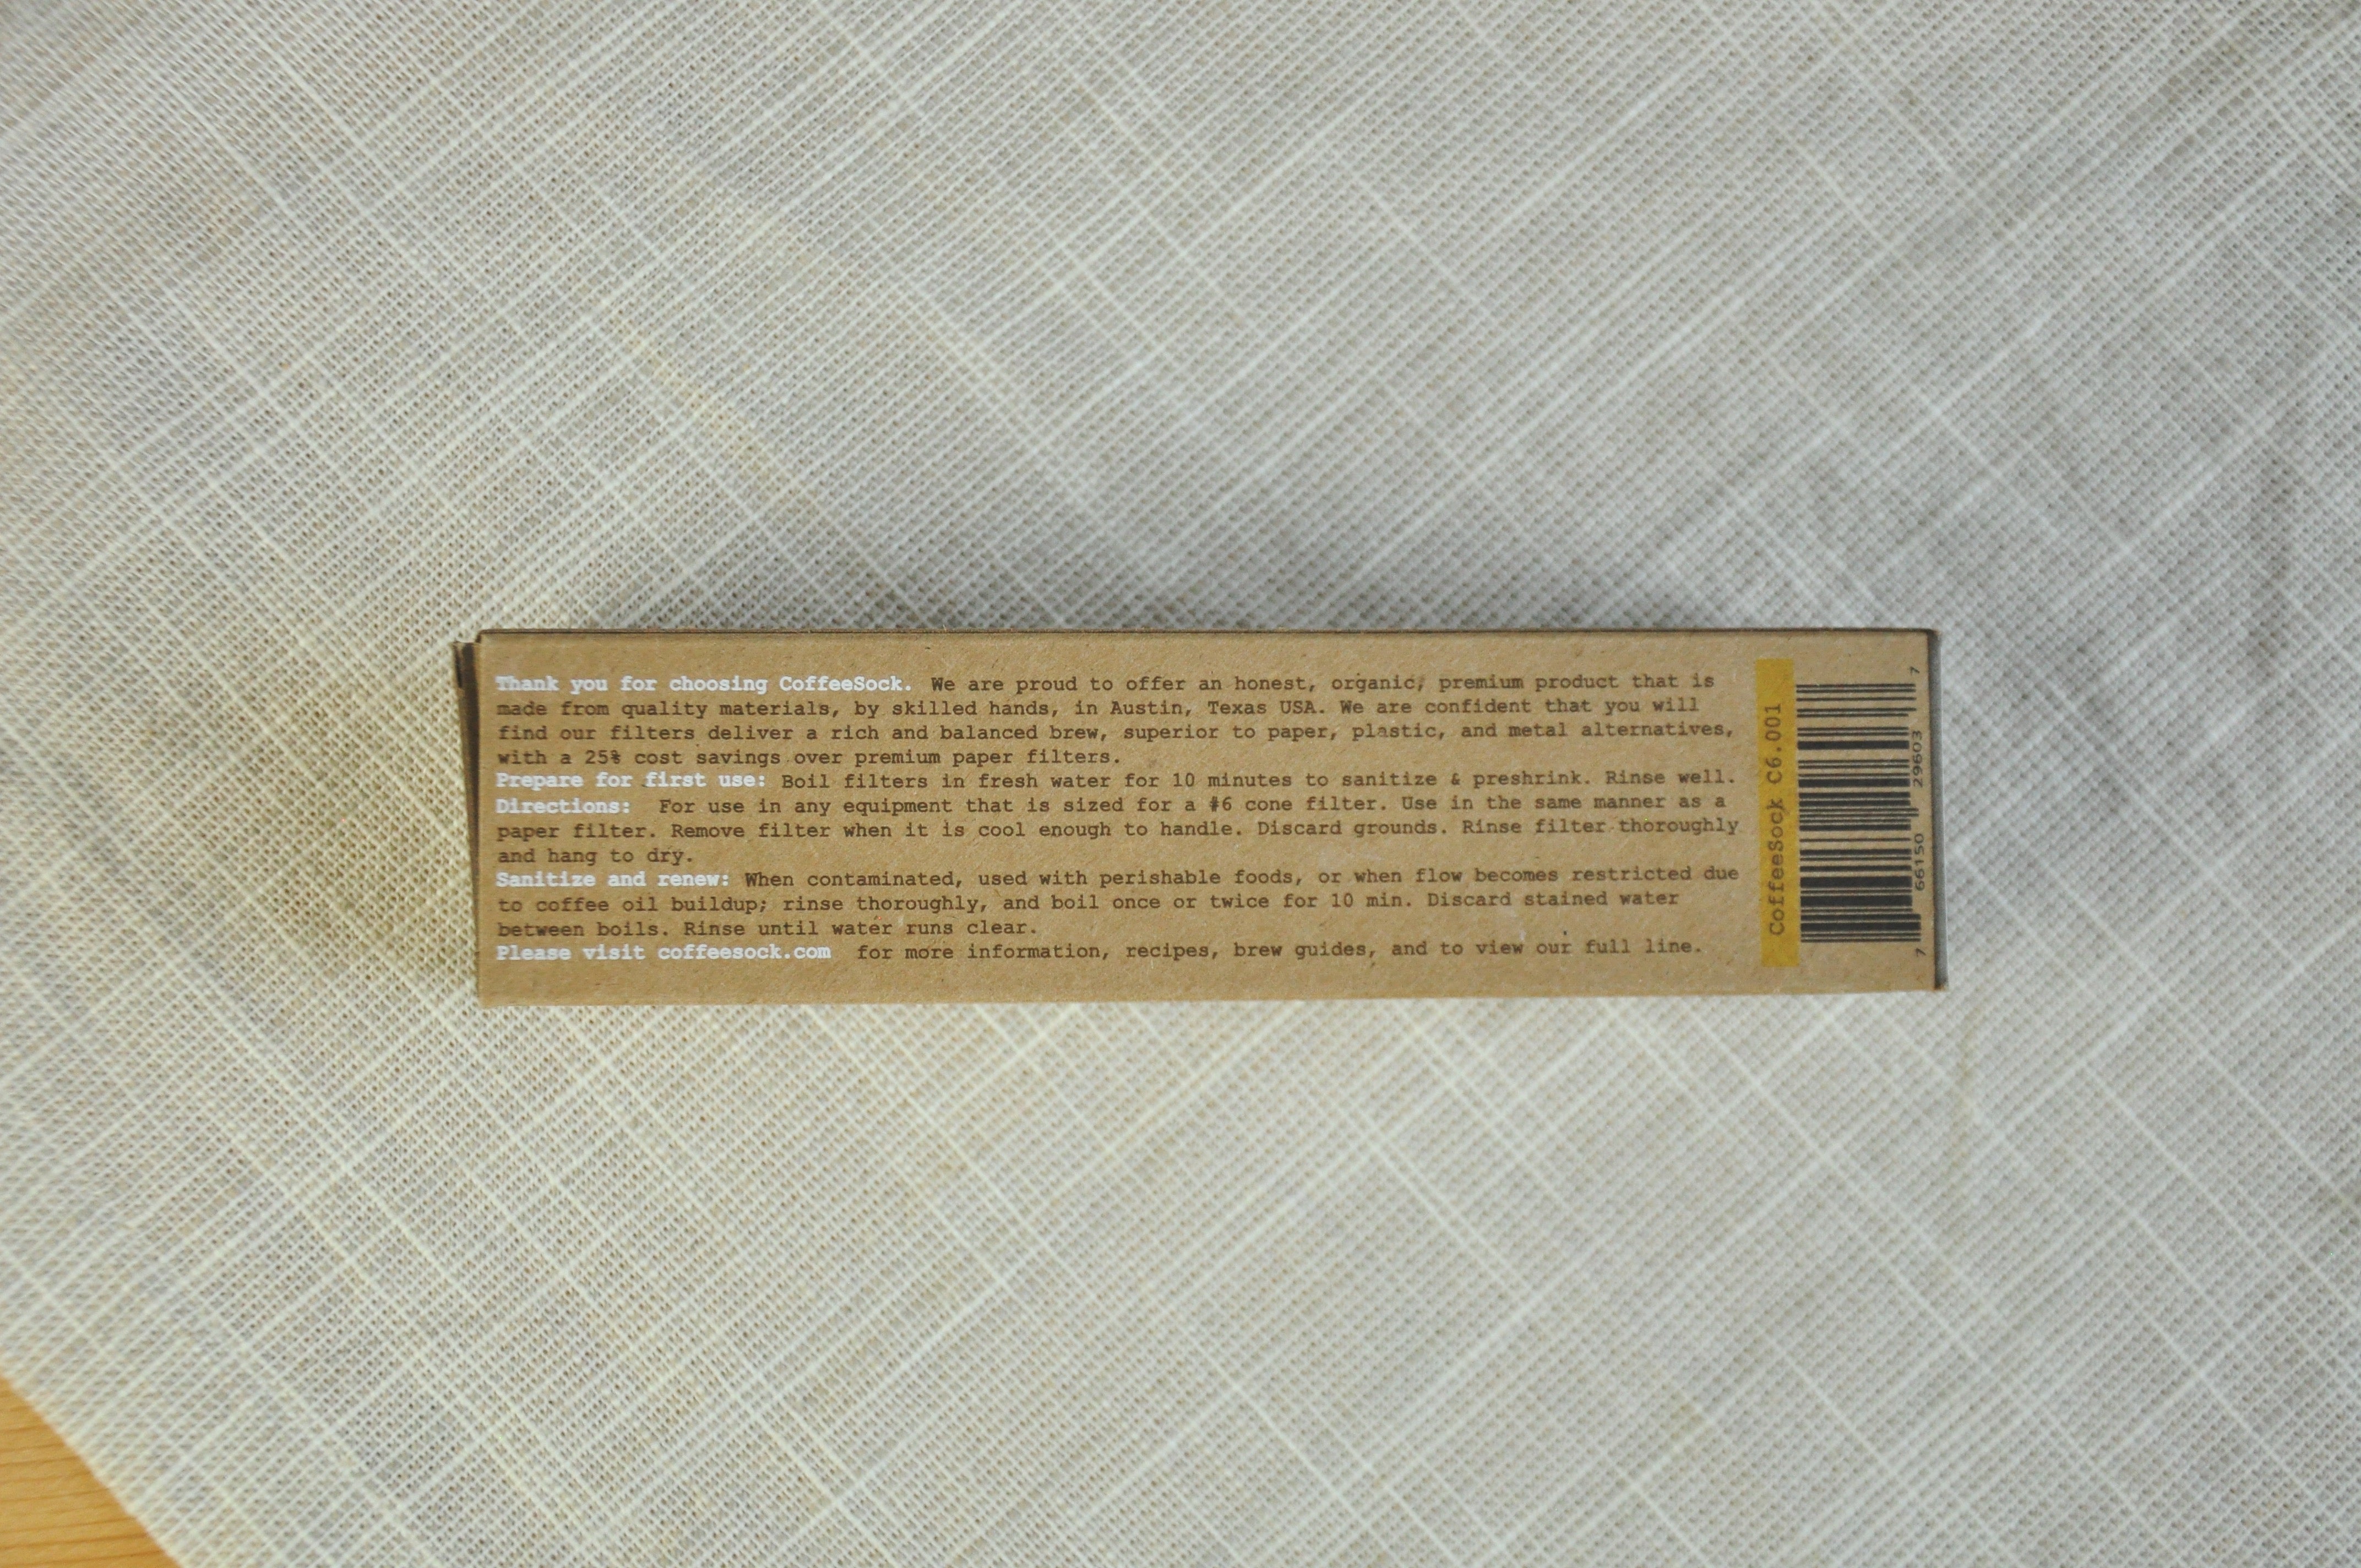 Thank you for choosing CoffeeSock. We are proud to offer an honest, organic, premium product that is
made from quality materials, by skilled hands, in Austin, Texas USA. We are confident that you will
find our filters deliver a rich and balanced brew, superior to paper, plastic, and metal alternatives,
with a 25% cost savings over premium paper filters.
Prepare for first use: Boil filters in fresh water for 10 minutes to sanitize & preshrink. Rinse well.
Directions: For use in any equipment that is sized for a #6 cone filter. Use in the same manner as a
paper filter. Remove filter when it is cool enough to handle. Discard grounds. Rinse filter thoroughly
and hang to dry.
Sanitize and renew: When contaminated, used with perishable foods, or when flow becomes restricted due
to coffee oil buildup; rinse thoroughly, and boil once or twice for 10 min. Discard stained water
between boils. Rinse until water runs clear.
Please visit coffeesock.com for more information, recipes, brew guides, and to view our full line.
CoffeeSock C6.001
7 66150 29603 7